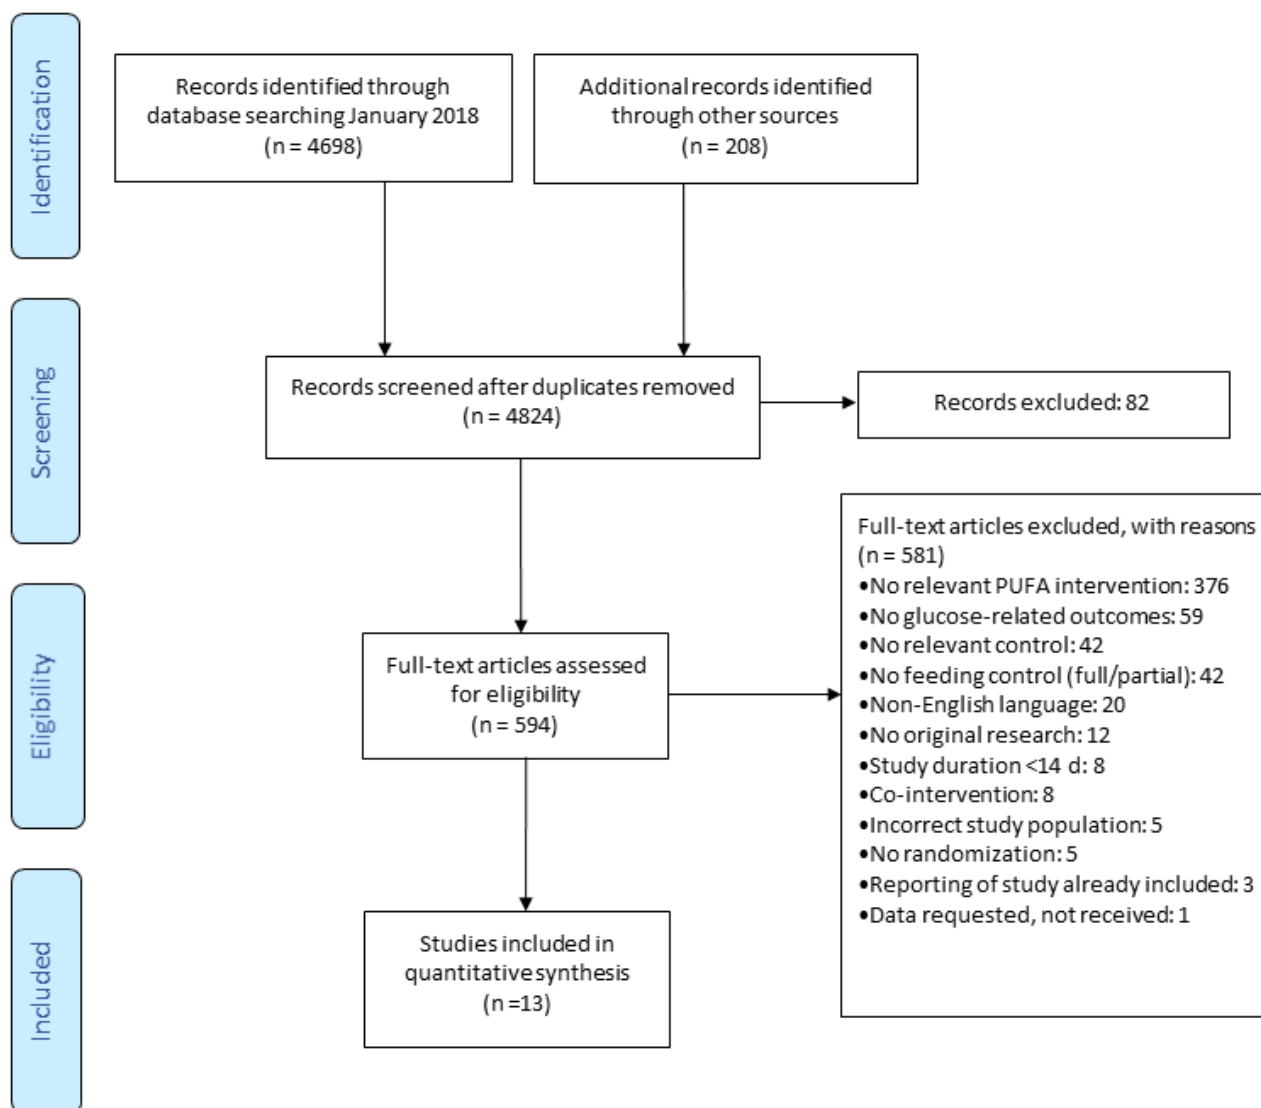 Identification
Records identified through
database searching January 2018
(n = 4698)
Additional records identified
through other sources
(n = 208)
Screening
Records screened after duplicates removed
(n = 4824)
Records excluded: 82
Eligibility
Full-text articles assessed
for eligibility
(n = 594)
Full-text articles excluded, with reasons
(n = 581)
•No relevant PUFA intervention: 376
•No glucose-related outcomes: 59
•No relevant control: 42
•No feeding control (full/partial): 42
•Non-English language: 20
•No original research: 12
•Study duration <14 d: 8
•Co-intervention: 8
•Incorrect study population: 5
•No randomization: 5
•Reporting of study already included: 3
•Data requested, not received: 1
Included
Studies included in
quantitative synthesis
(n =13)